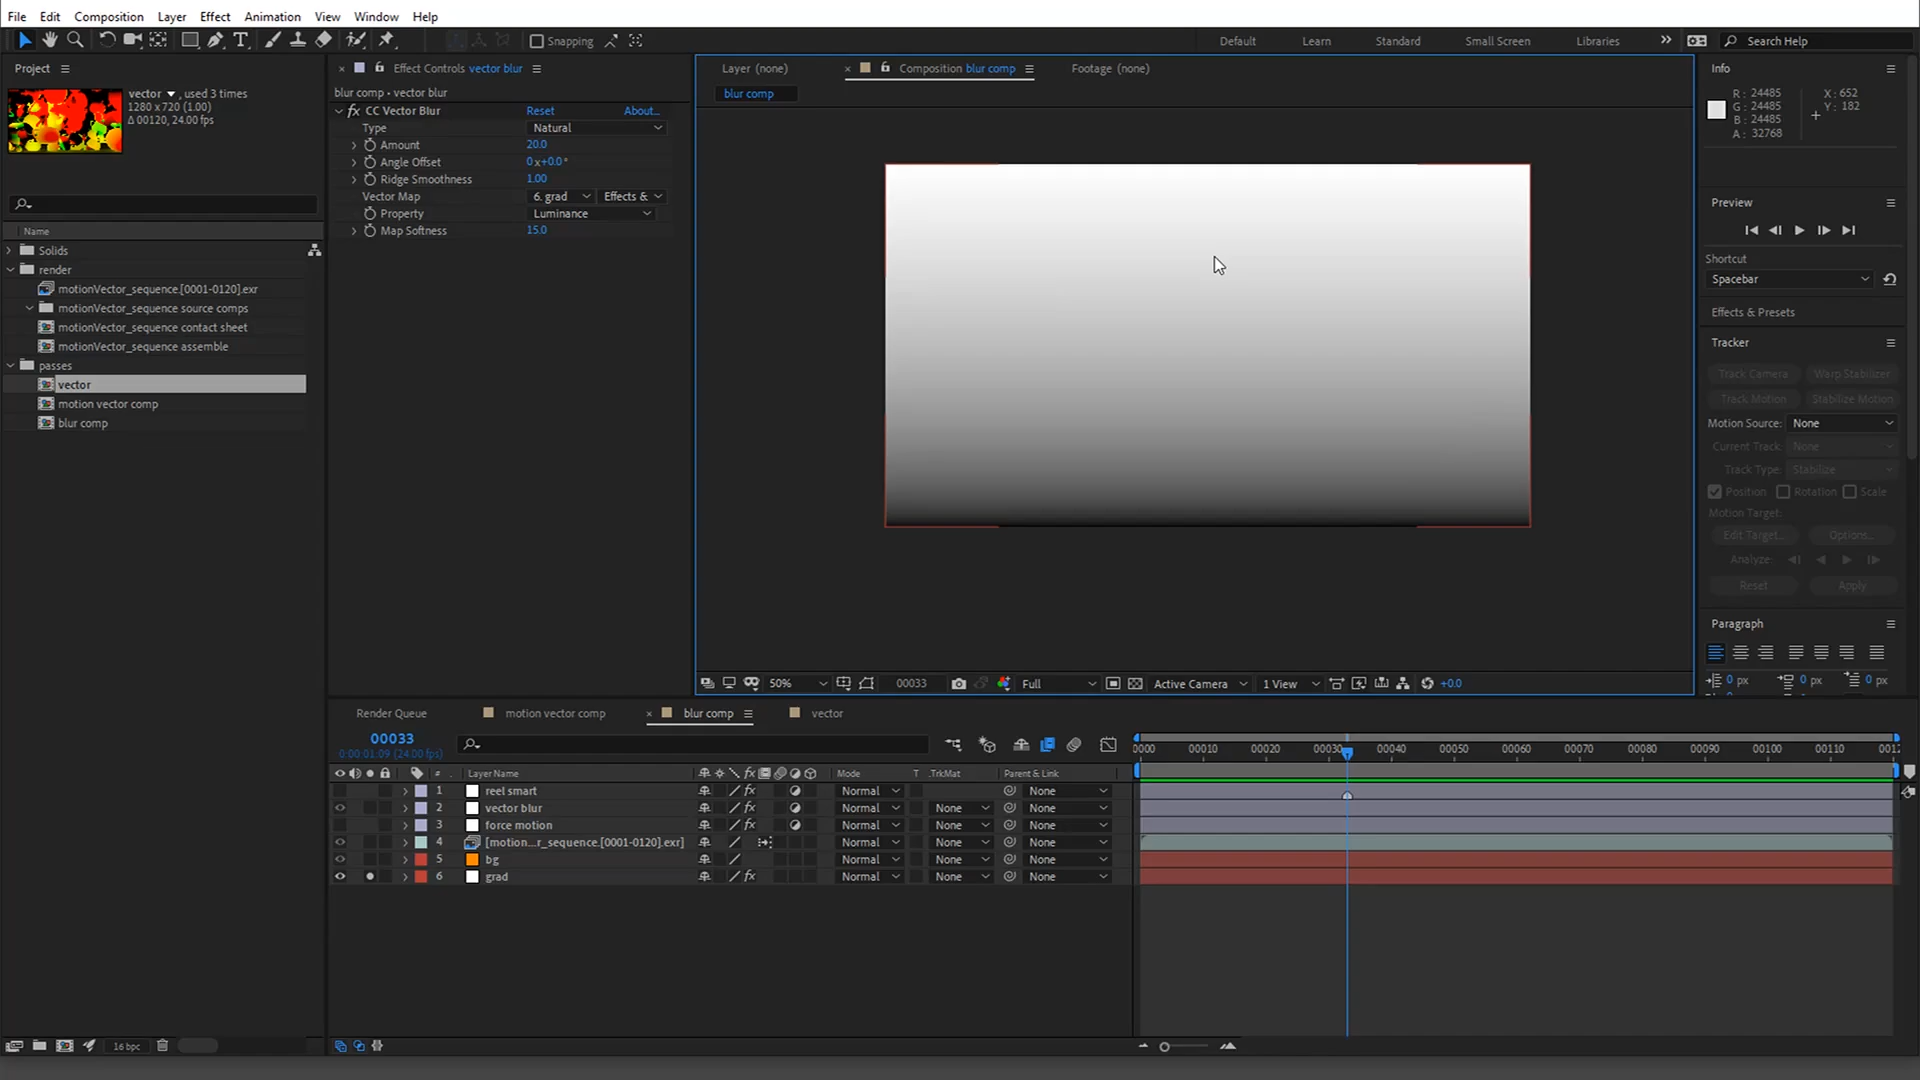 File Edit Composition Layer Effect Animation View Window Help
Snapping Default Learn Standard Small Screen Libraries Search Help
Project
vector , used 3 times
1280 x 720 (1.00)
Δ 00120, 24.00 fps
Name
Solids
render
motionVector_sequence.[0001-0120].exr
motionVector_sequence source comps
motionVector_sequence contact sheet
motionVector_sequence assemble
passes
vector
motion vector comp
blur comp
16 bpc
Effect Controls vector blur
blur comp • vector blur
fx CC Vector Blur Reset About...
Type Natural
Amount 20.0
Angle Offset 0x+0.0°
Ridge Smoothness 1.00
Vector Map 6. grad Effects &
Property Luminance
Map Softness 15.0
Layer (none) Composition blur comp Footage (none)
blur comp
50% 00033 Full Active Camera 1 View +0.0
Info
R: 24485 X: 652
G: 24485 Y: 182
B: 24485
A: 32768
Preview
Shortcut
Spacebar
Effects & Presets
Tracker
Track Camera Warp Stabilizer
Track Motion Stabilize Motion
Motion Source: None
Current Track: None
Track Type: Stabilize
Position Rotation Scale
Motion Target:
Edit Target... Options...
Analyze:
Reset Apply
Paragraph
0 px 0 px 0 px
Render Queue motion vector comp blur comp vector
00033
0:00:01:09 (24.00 fps)
0000 00010 00020 00030 00040 00050 00060 00070 00080 00090 00100 00110 0012
# Layer Name fx Mode T .TrkMat Parent & Link
1 reel smart fx Normal None
2 vector blur fx Normal None None
3 force motion fx Normal None None
4 [motion...r_sequence.[0001-0120].exr] Normal None None
5 bg Normal None None
6 grad fx Normal None None